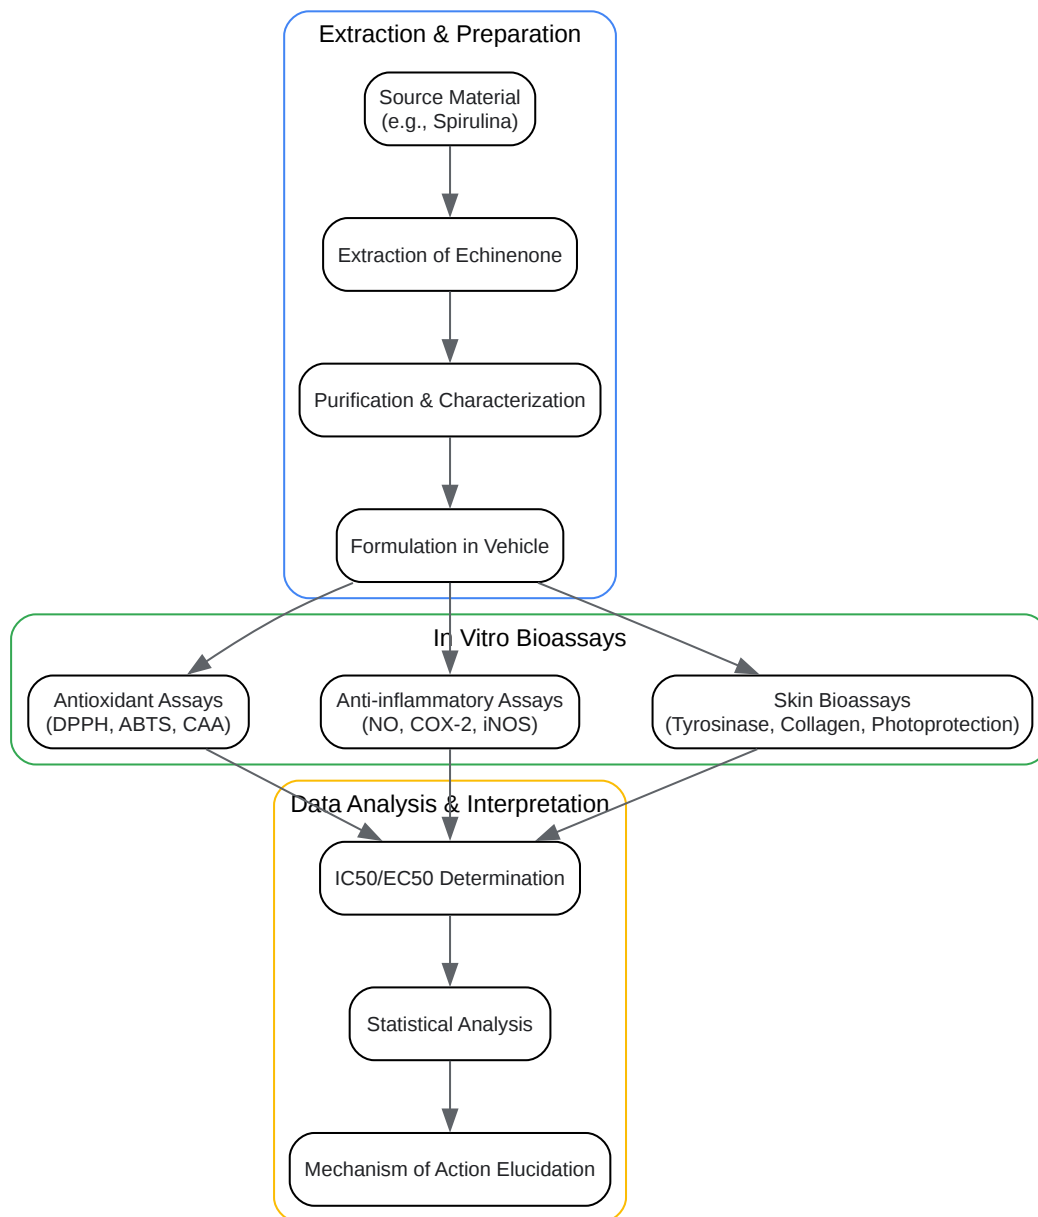 Extraction & Preparation
Source Material
(e.g., Spirulina)
Extraction of Echinenone
Purification & Characterization
Formulation in Vehicle
In Vitro Bioassays
Antioxidant Assays
(DPPH, ABTS, CAA)
Anti-inflammatory Assays
(NO, COX-2, iNOS)
Skin Bioassays
(Tyrosinase, Collagen, Photoprotection)
Data Analysis & Interpretation
IC50/EC50 Determination
Statistical Analysis
Mechanism of Action Elucidation